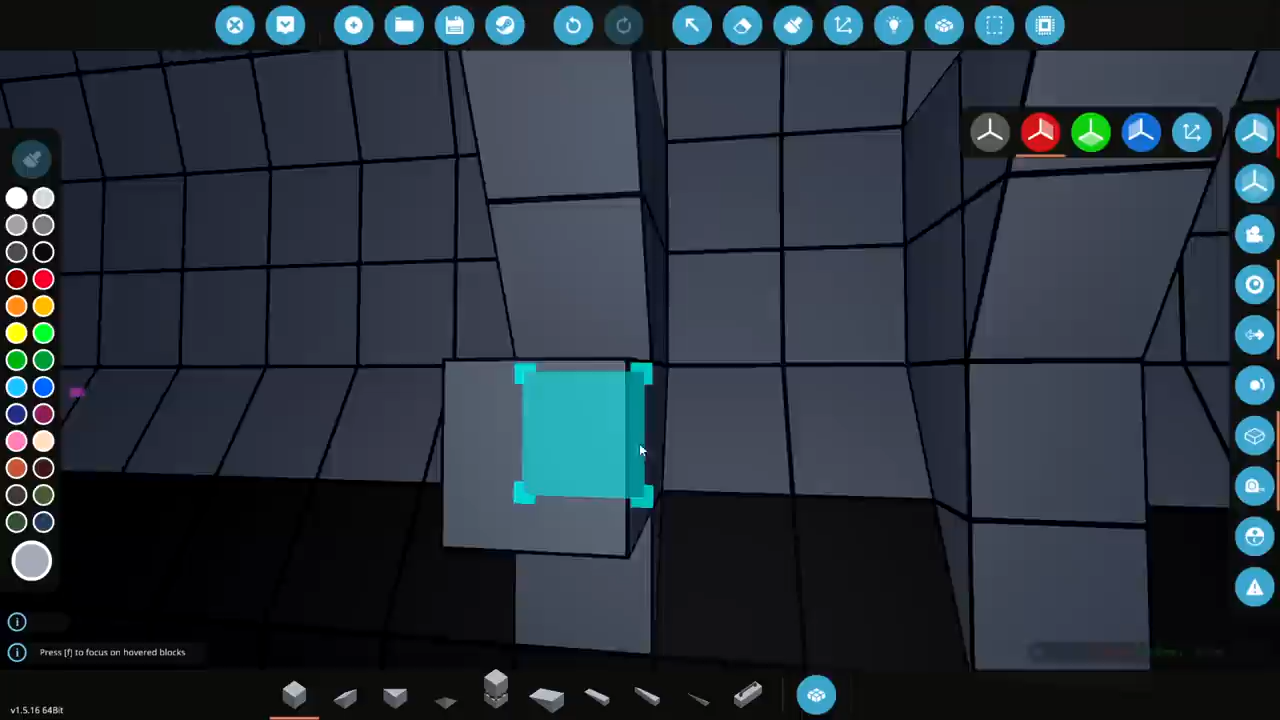 Press [f] to focus on hovered blocks
v1.5.16 64Bit